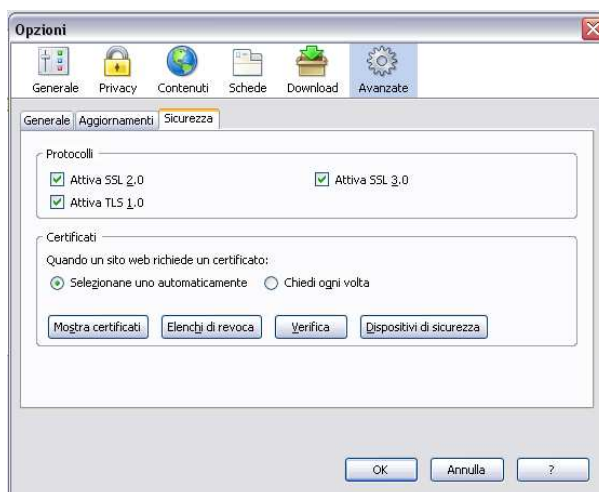 Opzioni
Generale Privacy Contenuti Schede Download Avanzate
Generale Aggiornamenti Sicurezza
Protocolli
Attiva SSL 2.0 Attiva SSL 3.0
Attiva TLS 1.0
Certificati
Quando un sito web richiede un certificato:
Selezionane uno automaticamente Chiedi ogni volta
Mostra certificati Elenchi di revoca Verifica Dispositivi di sicurezza
OK Annulla ?